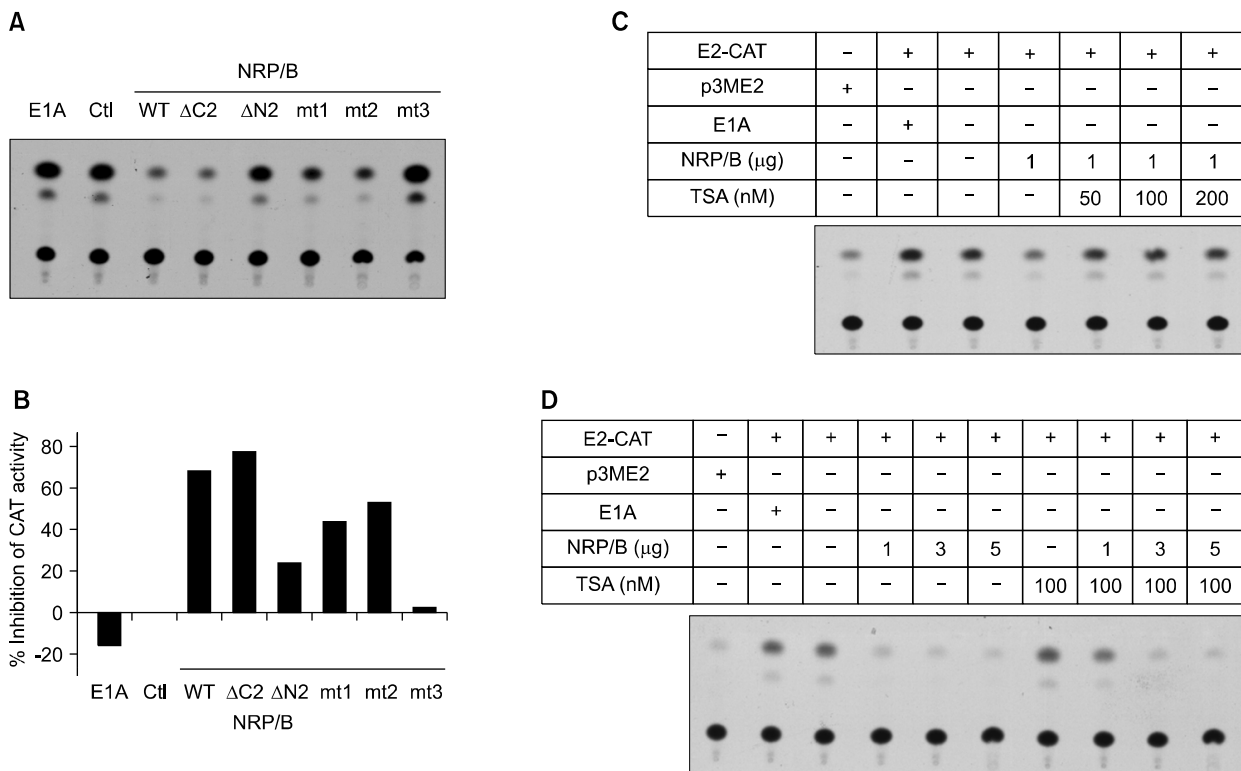 A
NRP/B
E1A Ctl WT ΔC2 ΔN2 mt1 mt2 mt3
B
% Inhibition of CAT activity
80
60
40
20
0
-20
E1A Ctl WT ΔC2 ΔN2 mt1 mt2 mt3
NRP/B
C
E2-CAT − + + + + + +
p3ME2 + − − − − − −
E1A − + − − − − −
NRP/B (μg) − − − 1 1 1 1
TSA (nM) − − − − 50 100 200
D
E2-CAT − + + + + + + + + +
p3ME2 + − − − − − − − − −
E1A − + − − − − − − − −
NRP/B (μg) − − − 1 3 5 − 1 3 5
TSA (nM) − − − − − − 100 100 100 100